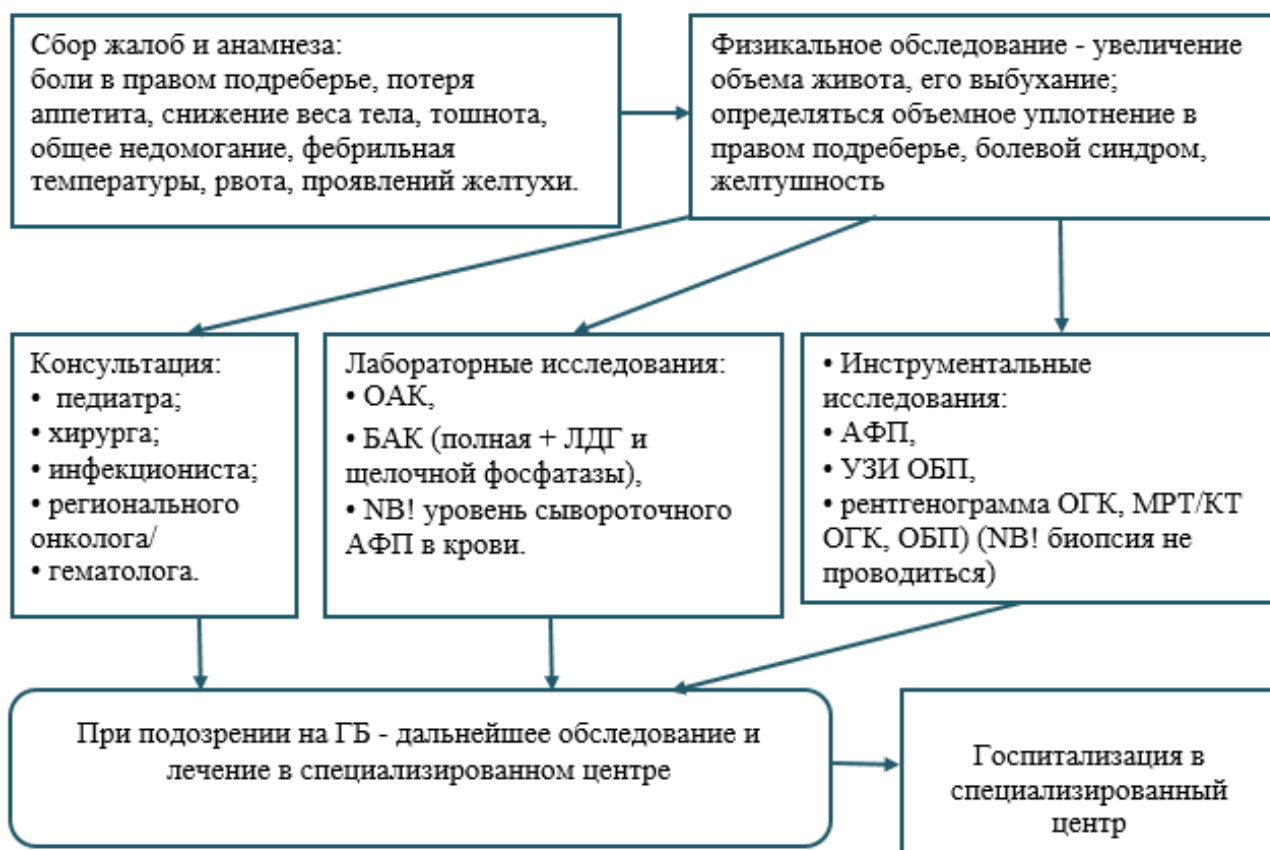 Сбор жалоб и анамнеза:
боли в правом подреберье, потеря
аппетита, снижение веса тела, тошнота,
общее недомогание, фебрильная
температуры, рвота, проявлений желтухи.
Физикальное обследование - увеличение
объема живота, его выбухание;
определяться объемное уплотнение в
правом подреберье, болевой синдром,
желтушность
Консультация:
• педиатра;
• хирурга;
• инфекциониста;
• регионального
онколога/
• гематолога.
Лабораторные исследования:
• ОАК,
• БАК (полная + ЛДГ и
щелочной фосфатазы),
• NB! уровень сывороточного
АФП в крови.
• Инструментальные
исследования:
• АФП,
• УЗИ ОБП,
• рентгенограмма ОГК, МРТ/КТ
ОГК, ОБП) (NB! биопсия не
проводиться)
При подозрении на ГБ - дальнейшее обследование и
лечение в специализированном центре
Госпитализация в
специализированный
центр